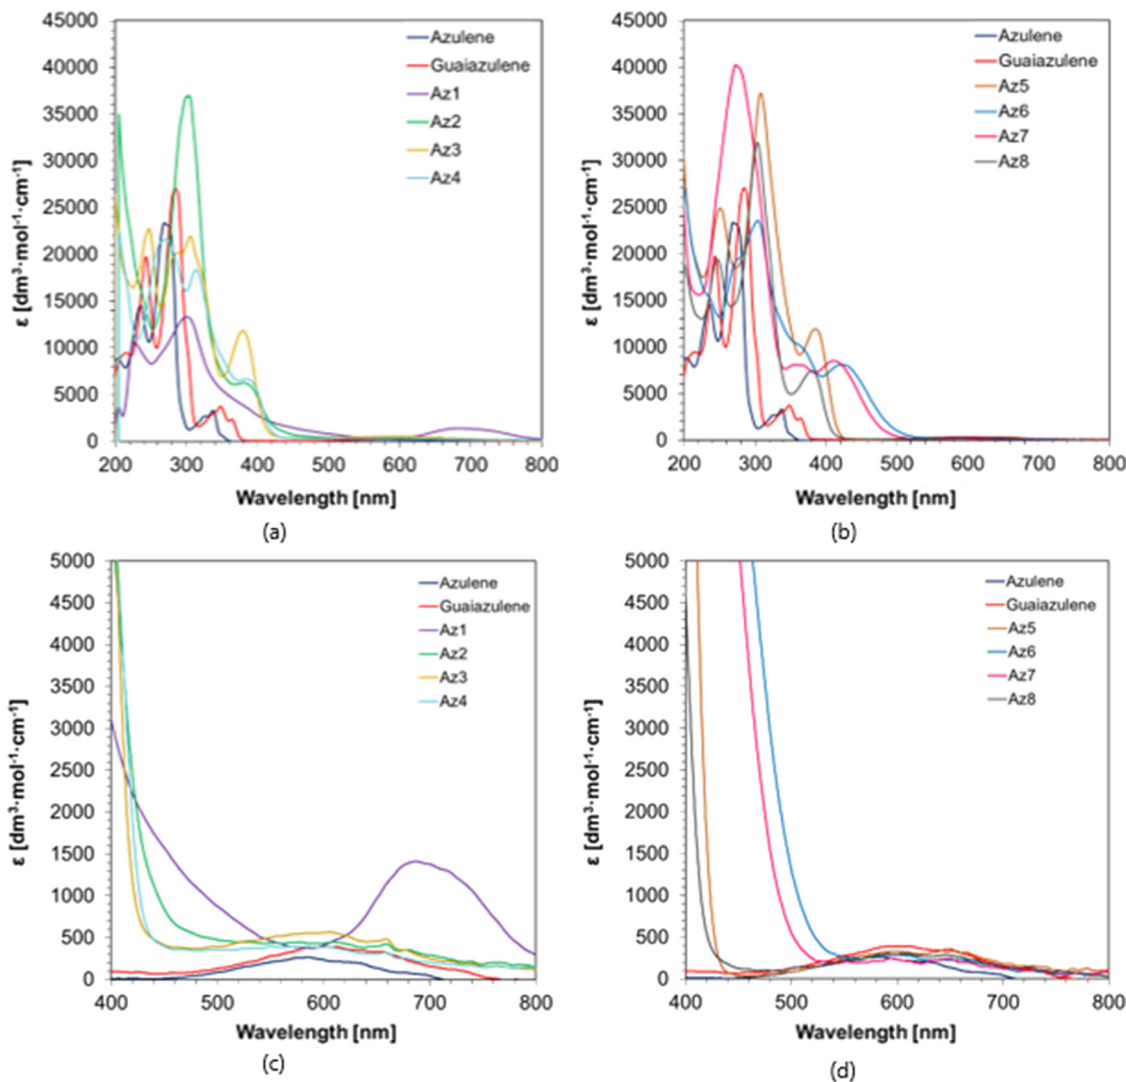 45000
40000
35000
30000
25000
20000
15000
10000
5000
0
ε [dm³·mol⁻¹·cm⁻¹]
Azulene
Guaiazulene
Az1
Az2
Az3
Az4
200 300 400 500 600 700 800
Wavelength [nm]
(a)
45000
40000
35000
30000
25000
20000
15000
10000
5000
0
ε [dm³·mol⁻¹·cm⁻¹]
Azulene
Guaiazulene
Az5
Az6
Az7
Az8
200 300 400 500 600 700 800
Wavelength [nm]
(b)
5000
4500
4000
3500
3000
2500
2000
1500
1000
500
0
ε [dm³·mol⁻¹·cm⁻¹]
Azulene
Guaiazulene
Az1
Az2
Az3
Az4
400 500 600 700 800
Wavelength [nm]
(c)
5000
4500
4000
3500
3000
2500
2000
1500
1000
500
0
ε [dm³·mol⁻¹·cm⁻¹]
Azulene
Guaiazulene
Az5
Az6
Az7
Az8
400 500 600 700 800
Wavelength [nm]
(d)